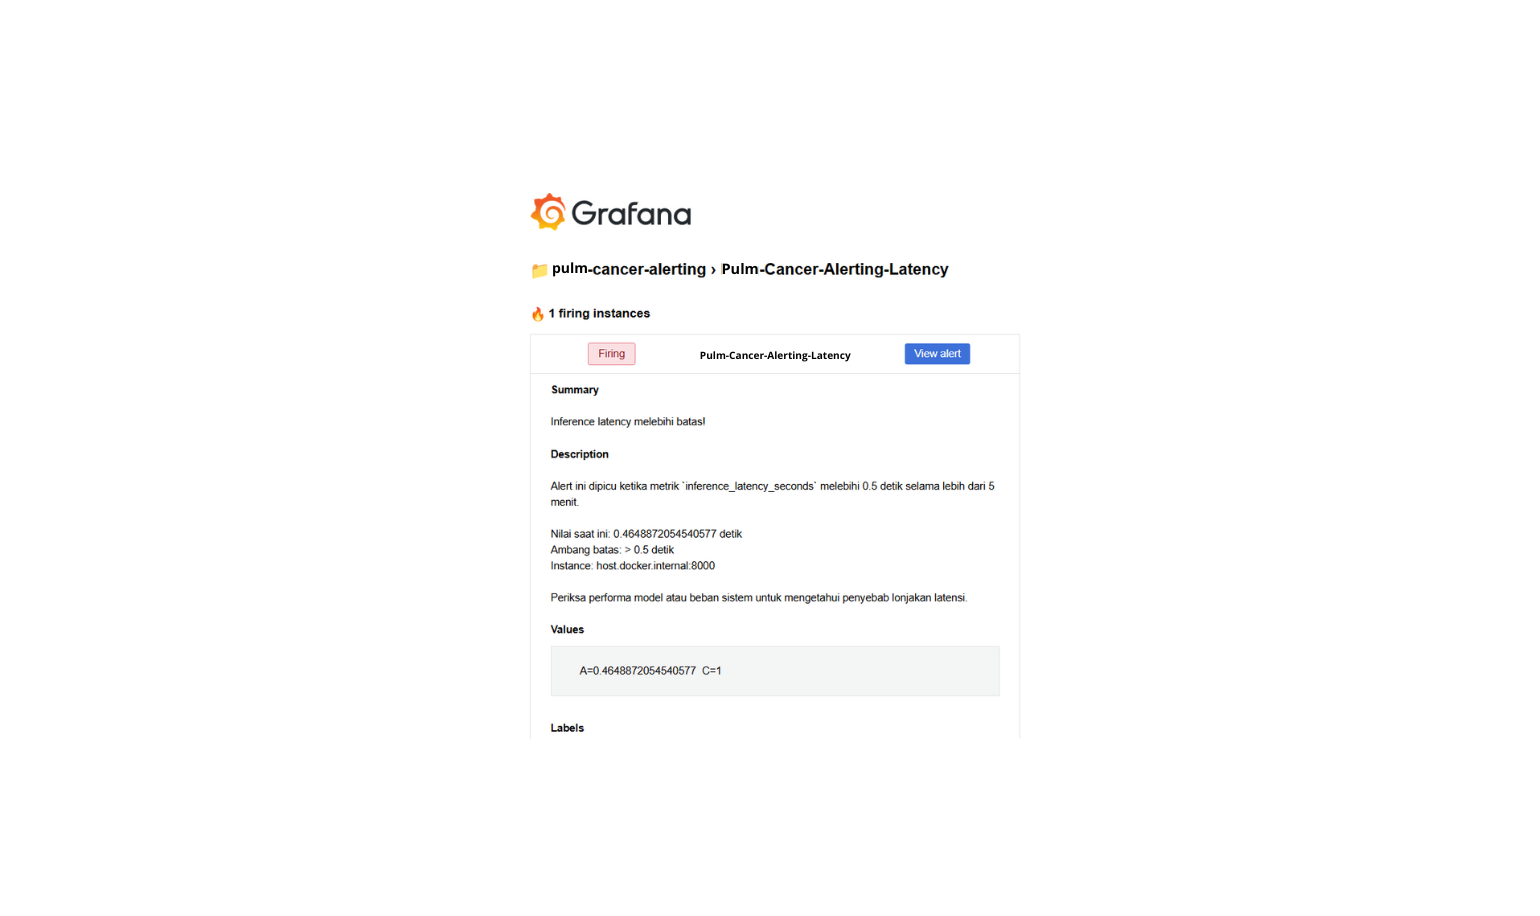 Grafana
📁 pulm-cancer-alerting › Pulm-Cancer-Alerting-Latency
🔥 1 firing instances
Firing
Pulm-Cancer-Alerting-Latency
View alert
Summary
Inference latency melebihi batas!
Description
Alert ini dipicu ketika metrik `inference_latency_seconds` melebihi 0.5 detik selama lebih dari 5
menit.
Nilai saat ini: 0.4648872054540577 detik
Ambang batas: > 0.5 detik
Instance: host.docker.internal:8000
Periksa performa model atau beban sistem untuk mengetahui penyebab lonjakan latensi.
Values
A=0.4648872054540577 C=1
Labels